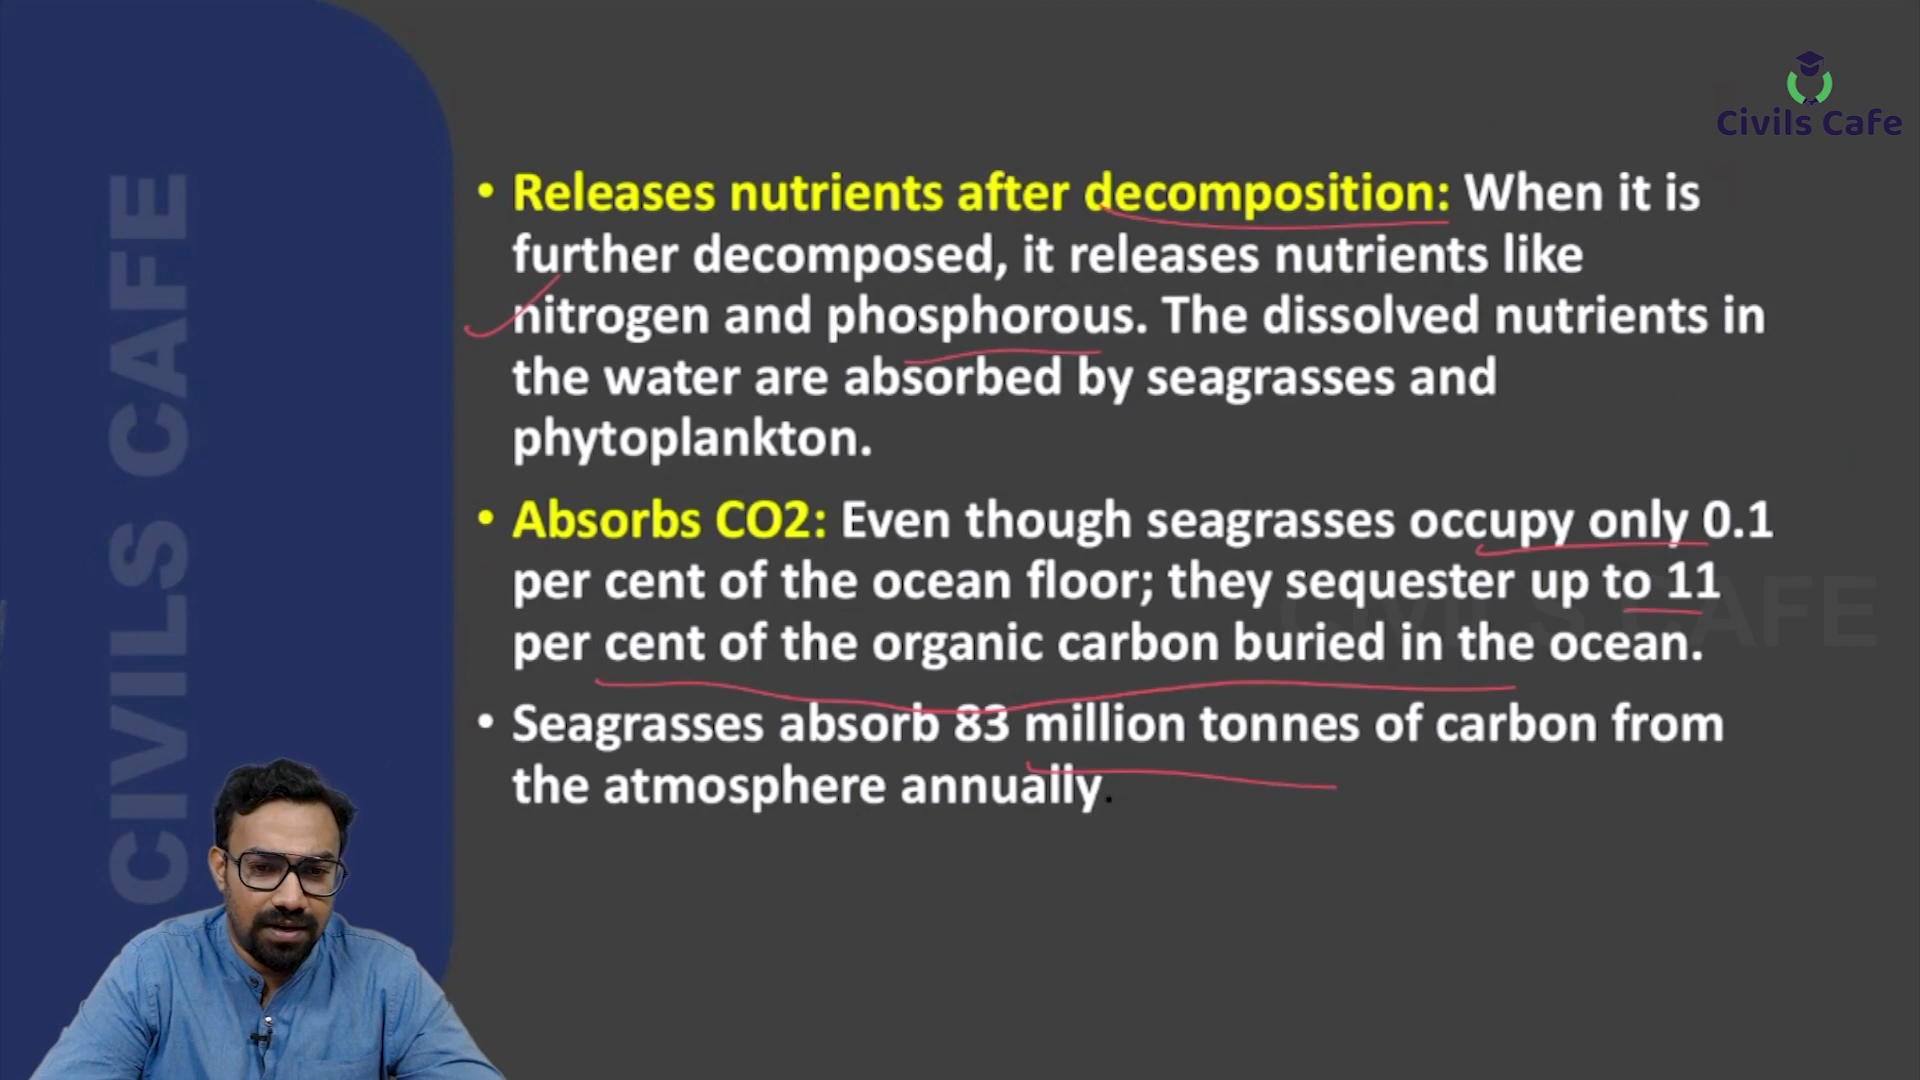 Civils Cafe
CIVILS CAFE
• Releases nutrients after decomposition: When it is
further decomposed, it releases nutrients like
nitrogen and phosphorous. The dissolved nutrients in
the water are absorbed by seagrasses and
phytoplankton.
• Absorbs CO2: Even though seagrasses occupy only 0.1
per cent of the ocean floor; they sequester up to 11
per cent of the organic carbon buried in the ocean.
CIVILS CAFE
• Seagrasses absorb 83 million tonnes of carbon from
the atmosphere annually.